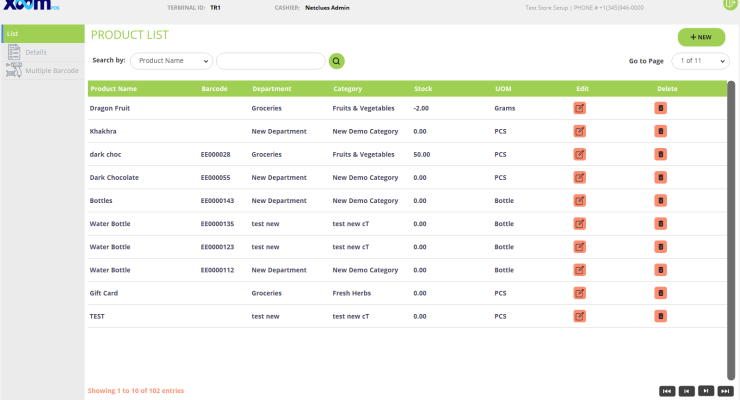 Xoom POS
TERMINAL ID: TR1 CASHIER: Netclues Admin Test Store Setup | PHONE # +1(345)946-0000
List
Details
Multiple Barcode
PRODUCT LIST
+ NEW
Search by: Product Name
Go to Page 1 of 11
Product Name Barcode Department Category Stock UOM Edit Delete
Dragon Fruit Groceries Fruits & Vegetables -2.00 Grams
Khakhra New Department New Demo Category 0.00 PCS
dark choc EE000028 Groceries Fruits & Vegetables 50.00 PCS
Dark Chocolate EE000055 New Department New Demo Category 0.00 PCS
Bottles EE0000143 New Department New Demo Category 0.00 Bottle
Water Bottle EE0000135 test new test new cT 0.00 Bottle
Water Bottle EE0000123 test new test new cT 0.00 Bottle
Water Bottle EE0000112 New Department New Demo Category 0.00 Bottle
Gift Card Groceries Fresh Herbs 0.00 PCS
TEST test new test new cT 0.00 PCS
Showing 1 to 10 of 102 entries